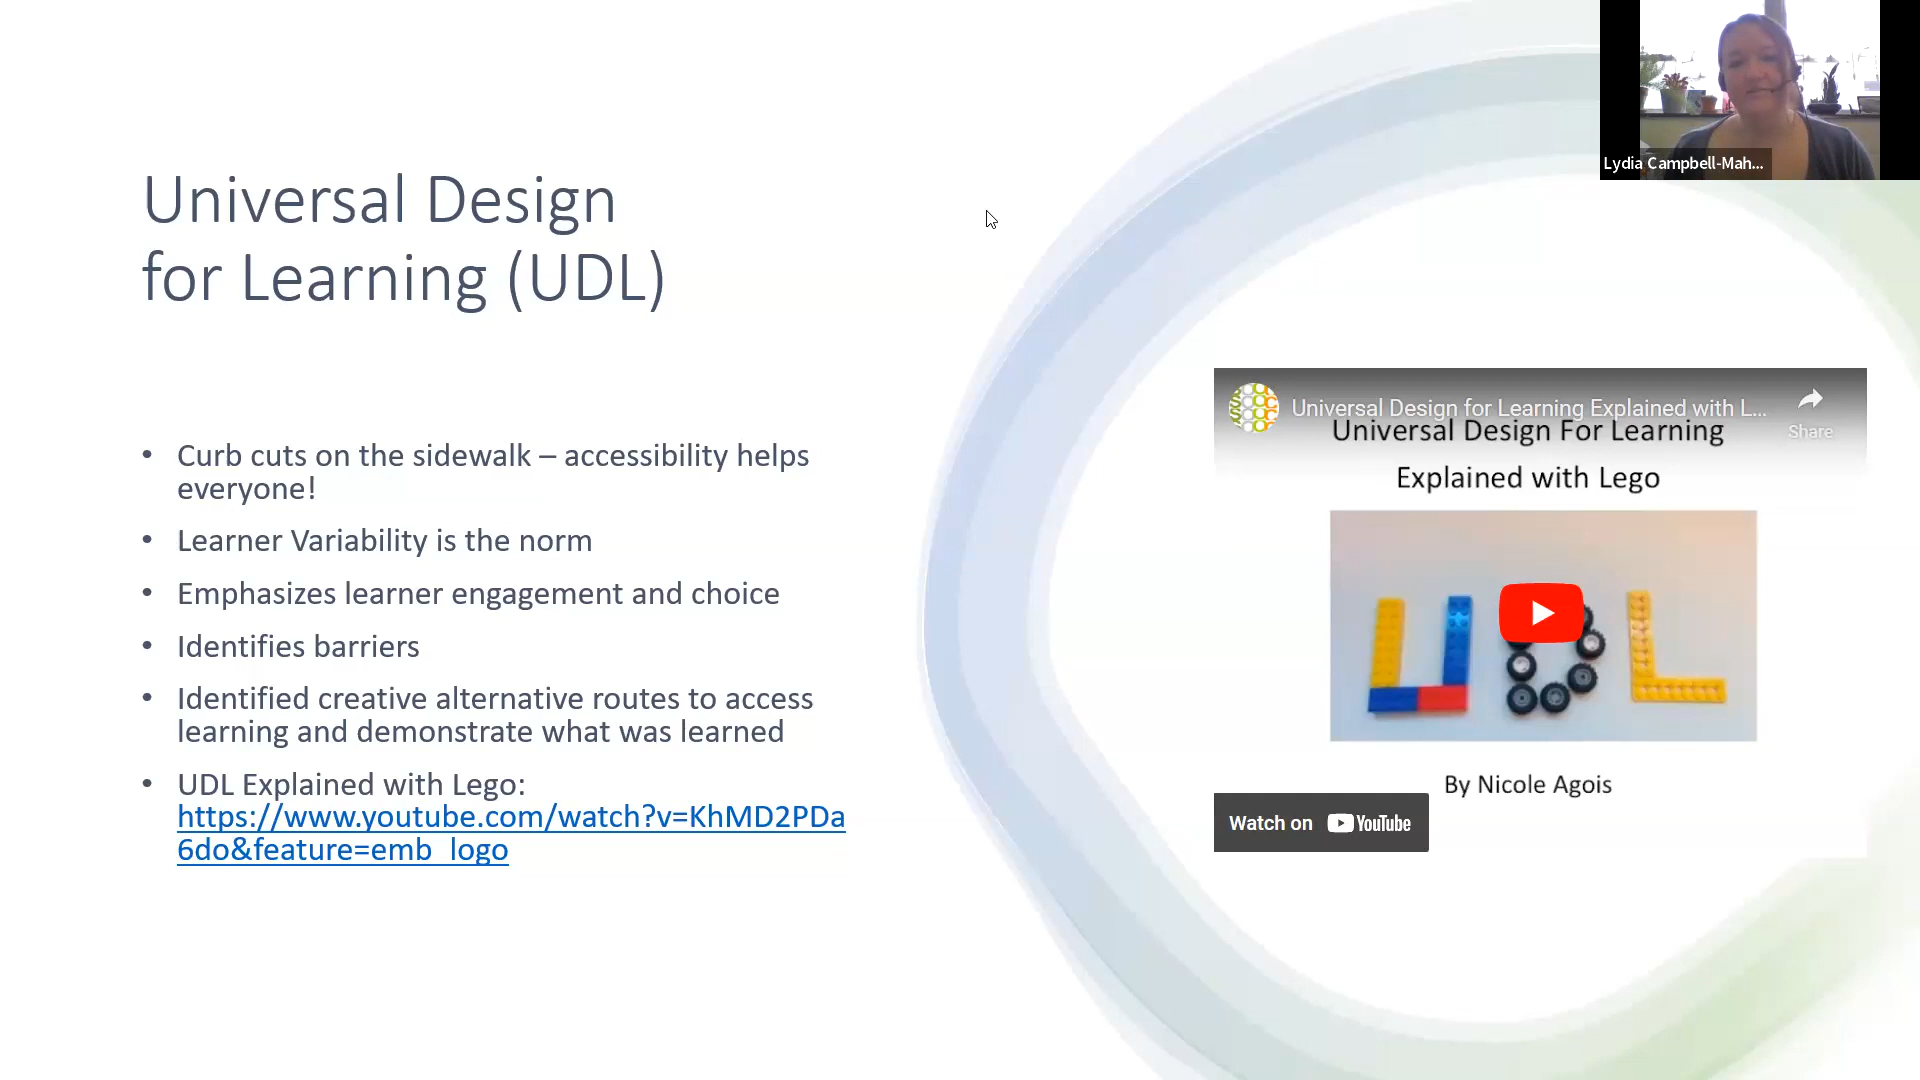 Universal Design
for Learning (UDL)
• Curb cuts on the sidewalk – accessibility helps
everyone!
• Learner Variability is the norm
• Emphasizes learner engagement and choice
• Identifies barriers
• Identified creative alternative routes to access
learning and demonstrate what was learned
• UDL Explained with Lego:
https://www.youtube.com/watch?v=KhMD2PDa
6do&feature=emb_logo
Lydia Campbell-Mah...
Universal Design for Learning Explained with L...
Share
Universal Design For Learning
Explained with Lego
UDL
By Nicole Agois
Watch on YouTube